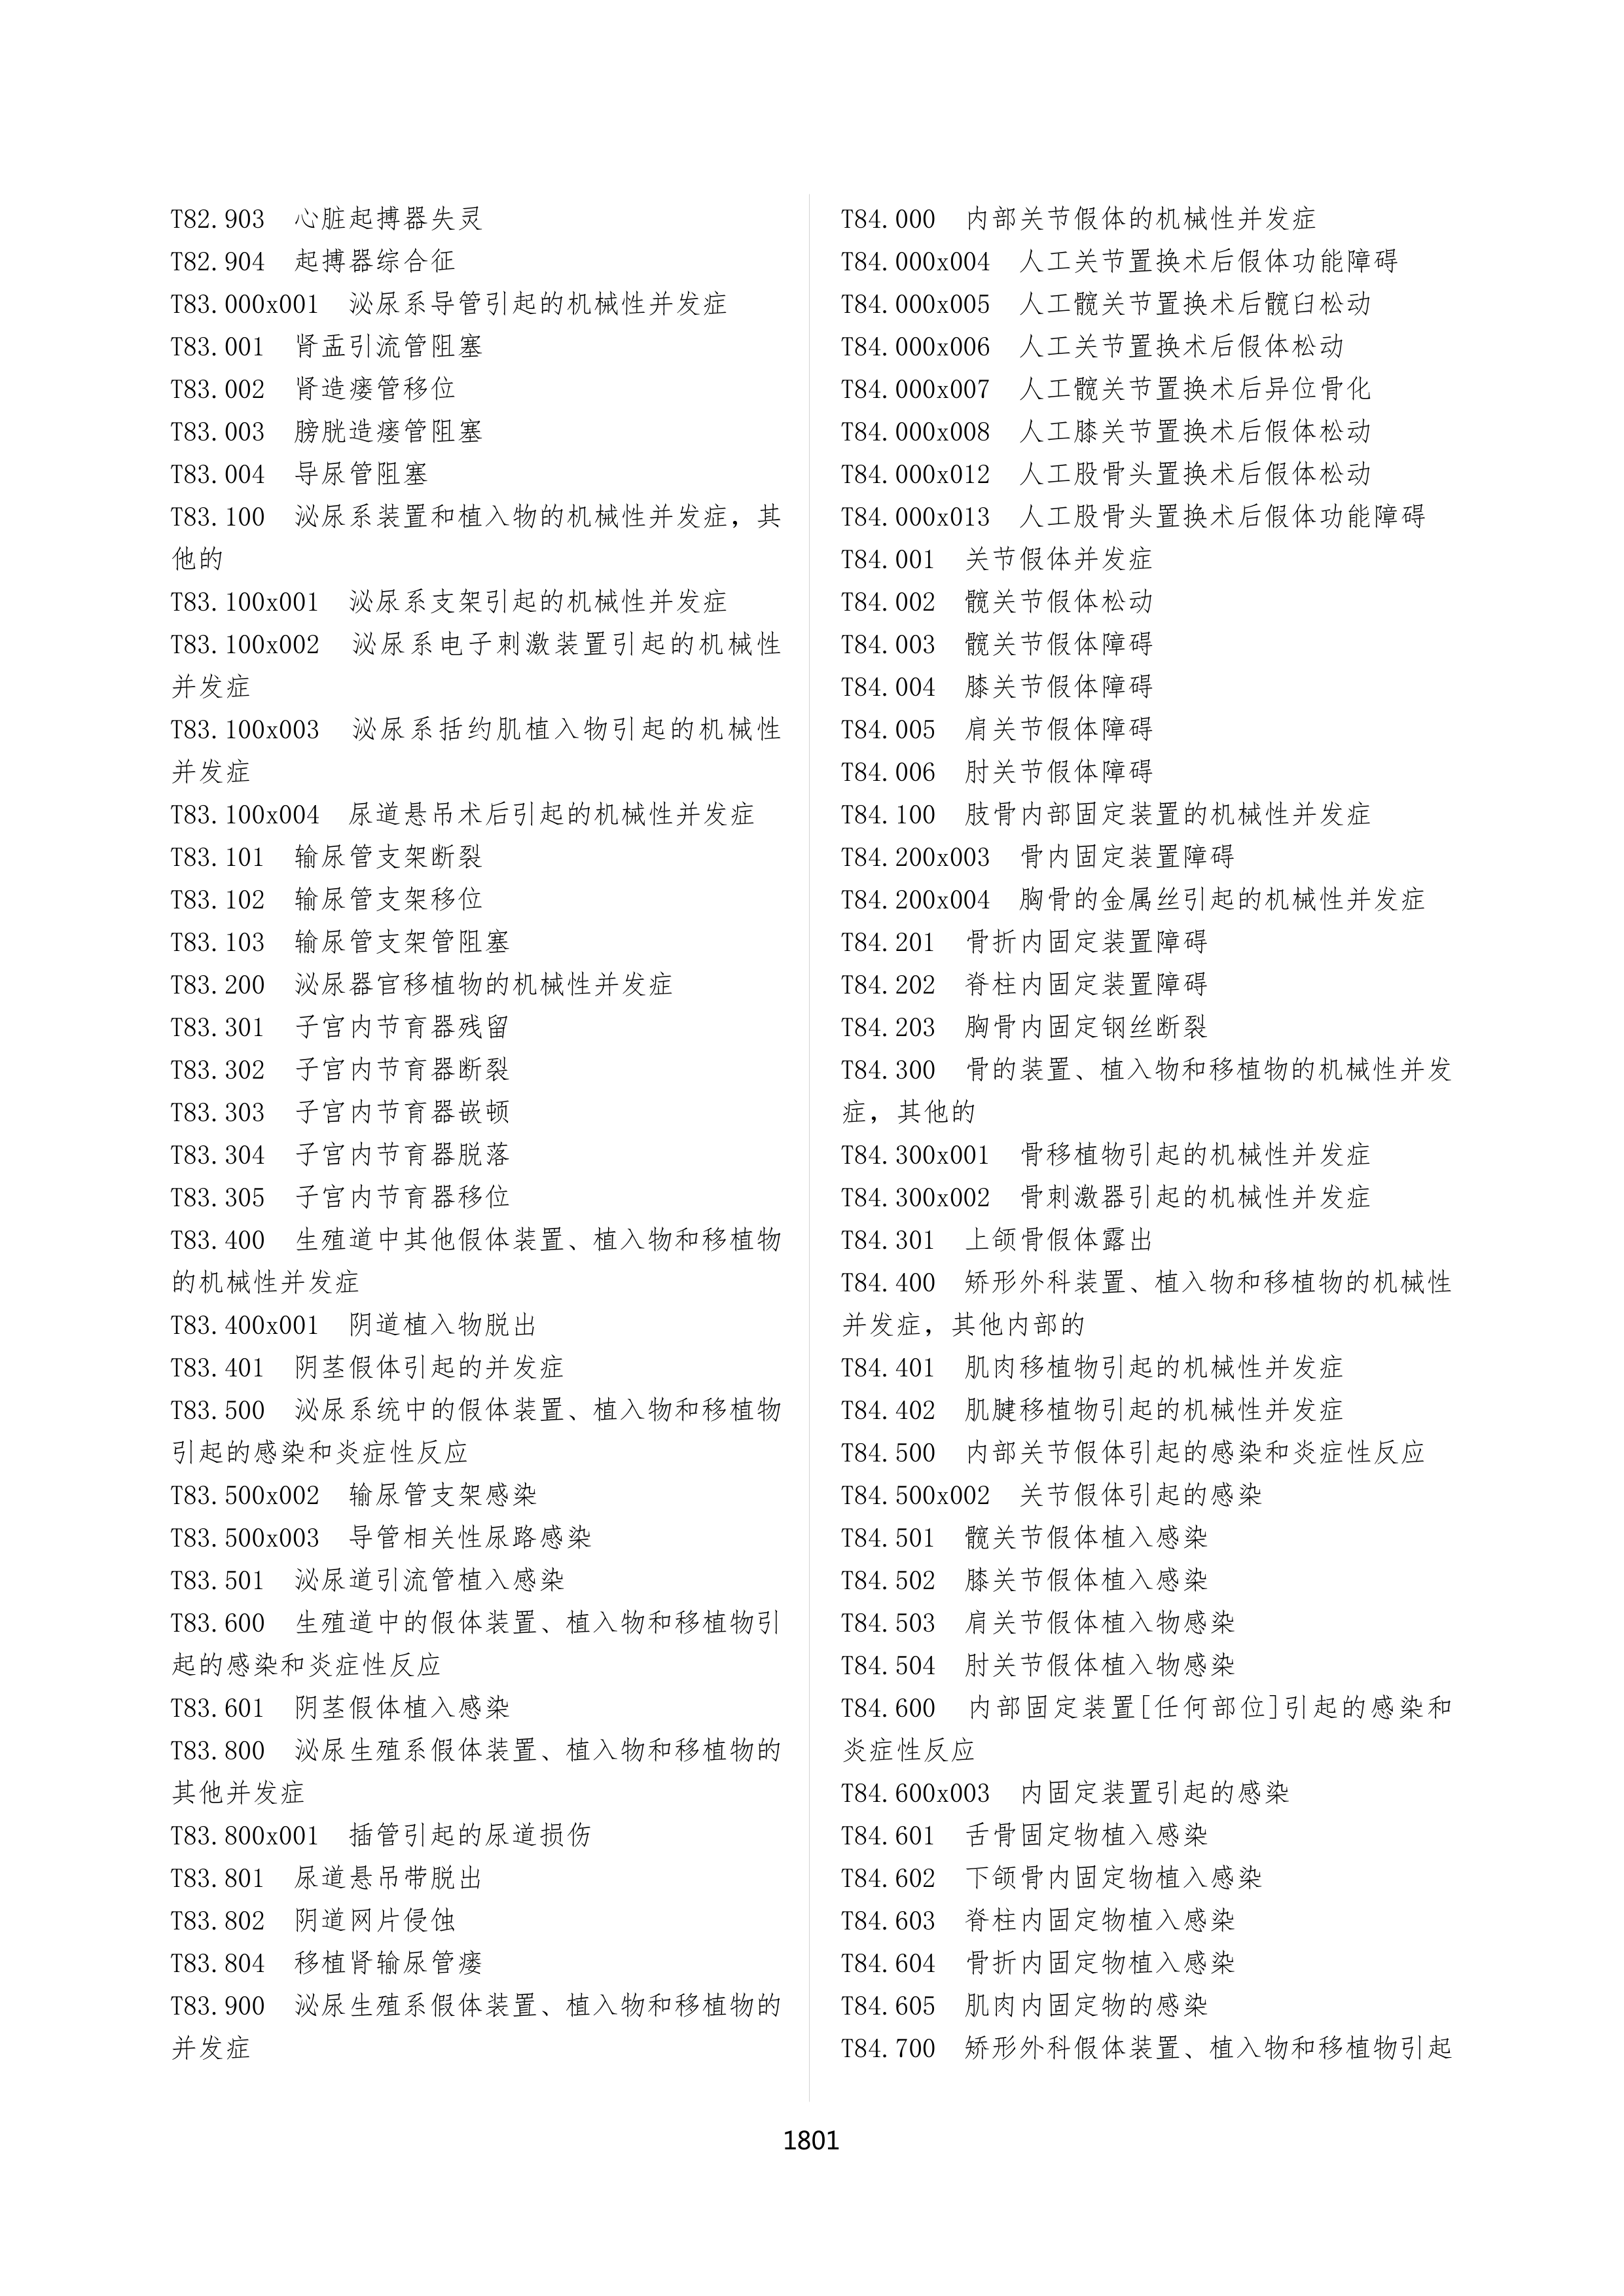 T82.903　心脏起搏器失灵
T82.904　起搏器综合征
T83.000x001　泌尿系导管引起的机械性并发症
T83.001　肾盂引流管阻塞
T83.002　肾造瘘管移位
T83.003　膀胱造瘘管阻塞
T83.004　导尿管阻塞
T83.100　泌尿系装置和植入物的机械性并发症，其
他的
T83.100x001　泌尿系支架引起的机械性并发症
T83.100x002　泌尿系电子刺激装置引起的机械性
并发症
T83.100x003　泌尿系括约肌植入物引起的机械性
并发症
T83.100x004　尿道悬吊术后引起的机械性并发症
T83.101　输尿管支架断裂
T83.102　输尿管支架移位
T83.103　输尿管支架管阻塞
T83.200　泌尿器官移植物的机械性并发症
T83.301　子宫内节育器残留
T83.302　子宫内节育器断裂
T83.303　子宫内节育器嵌顿
T83.304　子宫内节育器脱落
T83.305　子宫内节育器移位
T83.400　生殖道中其他假体装置、植入物和移植物
的机械性并发症
T83.400x001　阴道植入物脱出
T83.401　阴茎假体引起的并发症
T83.500　泌尿系统中的假体装置、植入物和移植物
引起的感染和炎症性反应
T83.500x002　输尿管支架感染
T83.500x003　导管相关性尿路感染
T83.501　泌尿道引流管植入感染
T83.600　生殖道中的假体装置、植入物和移植物引
起的感染和炎症性反应
T83.601　阴茎假体植入感染
T83.800　泌尿生殖系假体装置、植入物和移植物的
其他并发症
T83.800x001　插管引起的尿道损伤
T83.801　尿道悬吊带脱出
T83.802　阴道网片侵蚀
T83.804　移植肾输尿管瘘
T83.900　泌尿生殖系假体装置、植入物和移植物的
并发症
T84.000　内部关节假体的机械性并发症
T84.000x004　人工关节置换术后假体功能障碍
T84.000x005　人工髋关节置换术后髋臼松动
T84.000x006　人工关节置换术后假体松动
T84.000x007　人工髋关节置换术后异位骨化
T84.000x008　人工膝关节置换术后假体松动
T84.000x012　人工股骨头置换术后假体松动
T84.000x013　人工股骨头置换术后假体功能障碍
T84.001　关节假体并发症
T84.002　髋关节假体松动
T84.003　髋关节假体障碍
T84.004　膝关节假体障碍
T84.005　肩关节假体障碍
T84.006　肘关节假体障碍
T84.100　肢骨内部固定装置的机械性并发症
T84.200x003　骨内固定装置障碍
T84.200x004　胸骨的金属丝引起的机械性并发症
T84.201　骨折内固定装置障碍
T84.202　脊柱内固定装置障碍
T84.203　胸骨内固定钢丝断裂
T84.300　骨的装置、植入物和移植物的机械性并发
症，其他的
T84.300x001　骨移植物引起的机械性并发症
T84.300x002　骨刺激器引起的机械性并发症
T84.301　上颌骨假体露出
T84.400　矫形外科装置、植入物和移植物的机械性
并发症，其他内部的
T84.401　肌肉移植物引起的机械性并发症
T84.402　肌腱移植物引起的机械性并发症
T84.500　内部关节假体引起的感染和炎症性反应
T84.500x002　关节假体引起的感染
T84.501　髋关节假体植入感染
T84.502　膝关节假体植入感染
T84.503　肩关节假体植入物感染
T84.504　肘关节假体植入物感染
T84.600　内部固定装置[任何部位]引起的感染和
炎症性反应
T84.600x003　内固定装置引起的感染
T84.601　舌骨固定物植入感染
T84.602　下颌骨内固定物植入感染
T84.603　脊柱内固定物植入感染
T84.604　骨折内固定物植入感染
T84.605　肌肉内固定物的感染
T84.700　矫形外科假体装置、植入物和移植物引起
1801